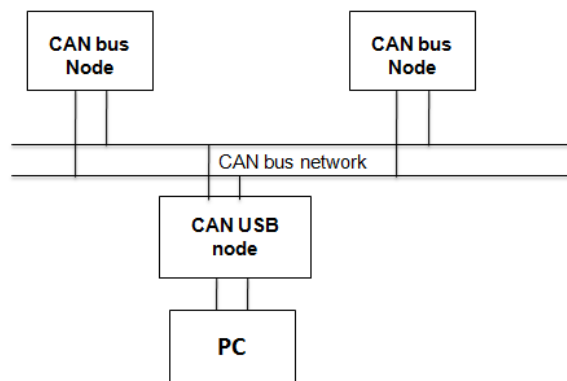 CAN bus
Node
CAN bus
Node
CAN bus network
CAN USB
node
PC